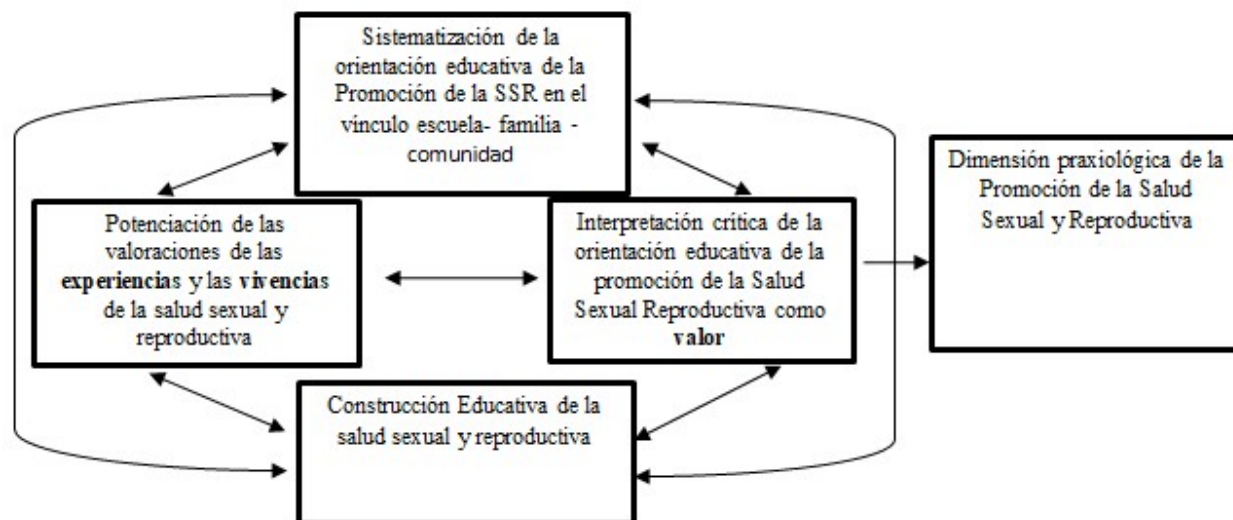 Sistematización de la
orientación educativa de la
Promoción de la SSR en el
vínculo escuela- familia -
comunidad
Dimensión praxiológica de la
Promoción de la Salud
Sexual y Reproductiva
Potenciación de las
valoraciones de las
experiencias y las vivencias
de la salud sexual y
reproductiva
Interpretación crítica de la
orientación educativa de la
promoción de la Salud
Sexual Reproductiva como
valor
Construcción Educativa de la
salud sexual y reproductiva